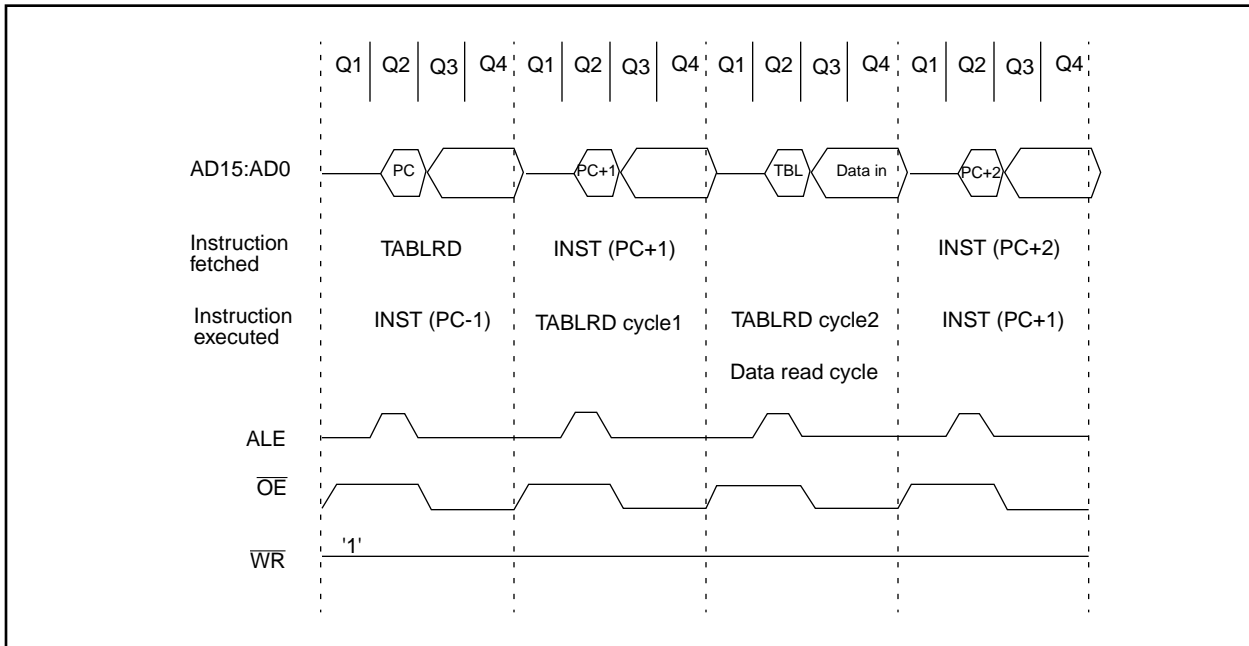 Q1 Q2 Q3 Q4 Q1 Q2 Q3 Q4 Q1 Q2 Q3 Q4 Q1 Q2 Q3 Q4
AD15:AD0 PC PC+1 TBL Data in PC+2
Instruction
fetched
TABLRD INST (PC+1) INST (PC+2)
Instruction
executed
INST (PC-1) TABLRD cycle1 TABLRD cycle2 INST (PC+1)
Data read cycle
ALE
OE
WR '1'